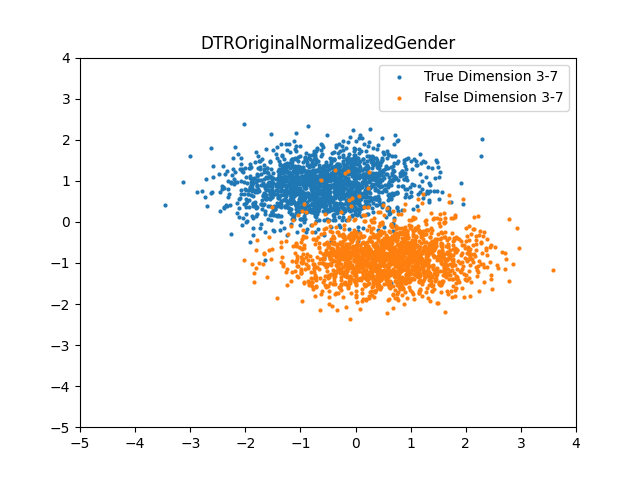 DTROriginalNormalizedGender
True Dimension 3-7
False Dimension 3-7
4
3
2
1
0
−1
−2
−3
−4
−5
−5 −4 −3 −2 −1 0 1 2 3 4